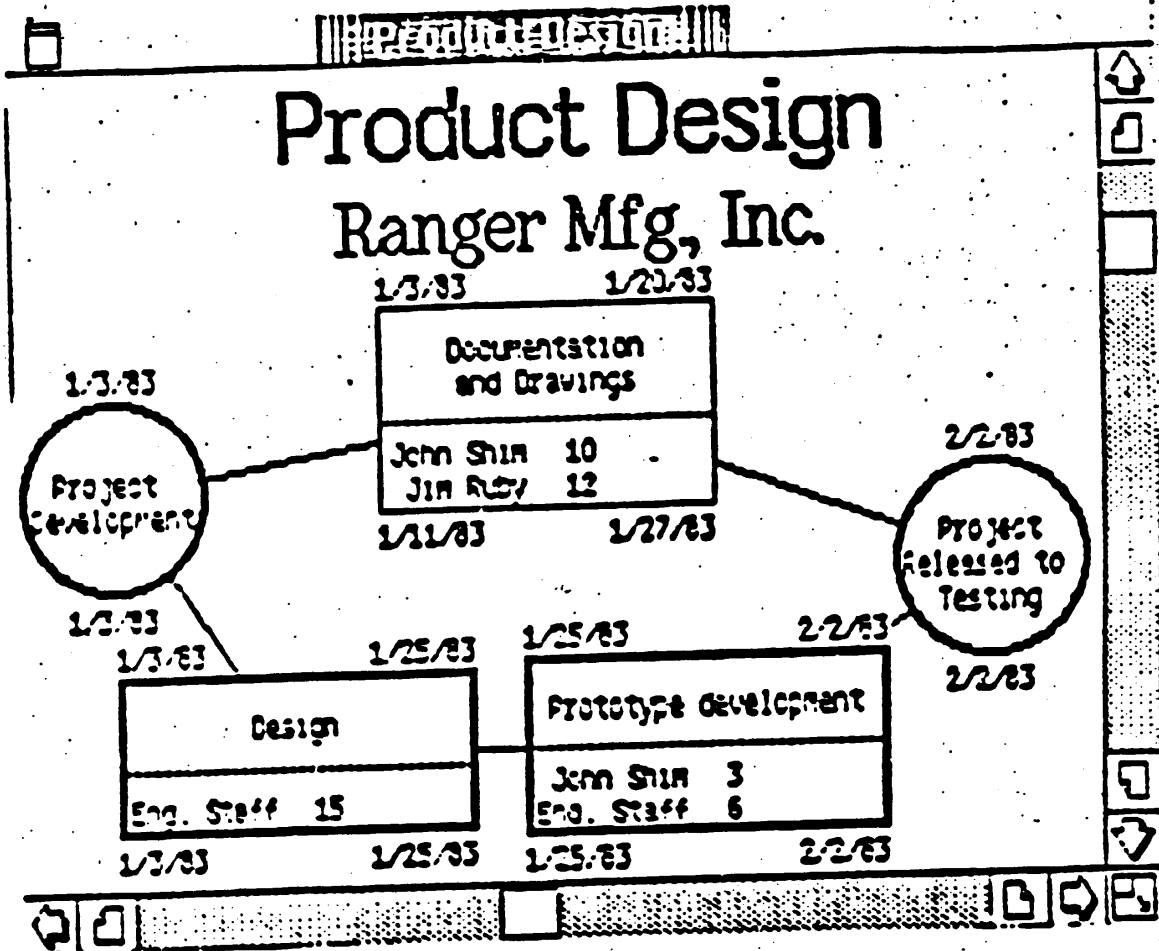 Product Design
Product Design
Ranger Mfg, Inc.
1/3/83 1/20/83
Documentation
and Drawings
John Shim 10
Jim Ruby 12
1/11/83 1/27/83
1/3/83
Project
Development
1/3/83
2/2/83
Project
Released to
Testing
2/2/83
1/3/83 1/25/83
Design
Eng. Staff 15
1/3/83 1/25/83
1/25/83 2/2/83
Prototype development
John Shim 3
Eng. Staff 6
1/25/83 2/2/83